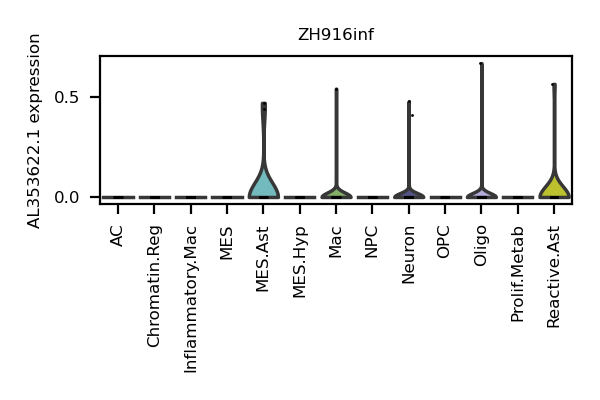 ZH916inf
AL353622.1 expression
0.5
0.0
AC
Chromatin.Reg
Inflammatory.Mac
MES
MES.Ast
MES.Hyp
Mac
NPC
Neuron
OPC
Oligo
Prolif.Metab
Reactive.Ast